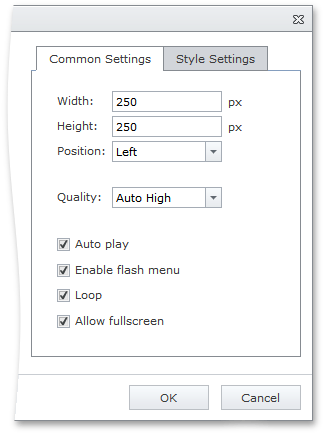 Common Settings Style Settings
Width: 250 px
Height: 250 px
Position: Left
Quality: Auto High
Auto play
Enable flash menu
Loop
Allow fullscreen
OK Cancel